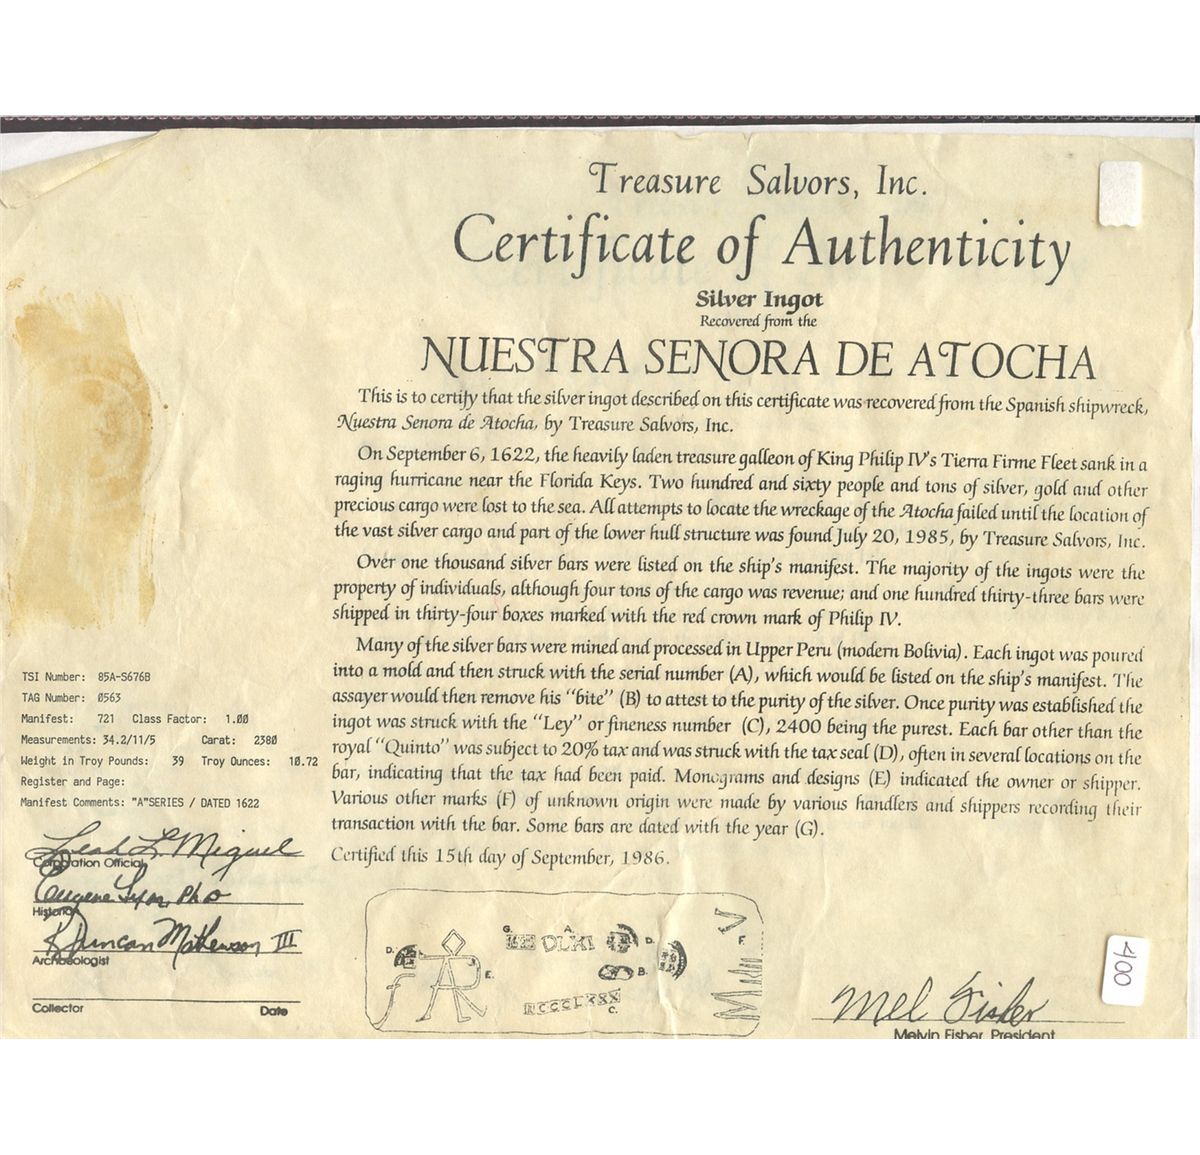 Treasure Salvors, Inc.
Certificate of Authenticity
Silver Ingot
Recovered from the
NUESTRA SENORA DE ATOCHA
This is to certify that the silver ingot described on this certificate was recovered from the Spanish shipwreck,
Nuestra Senora de Atocha, by Treasure Salvors, Inc.
On September 6, 1622, the heavily laden treasure galleon of King Philip IV's Tierra Firme Fleet sank in a
raging hurricane near the Florida Keys. Two hundred and sixty people and tons of silver, gold and other
precious cargo were lost to the sea. All attempts to locate the wreckage of the Atocha failed until the location of
the vast silver cargo and part of the lower hull structure was found July 20, 1985, by Treasure Salvors, Inc.
Over one thousand silver bars were listed on the ship's manifest. The majority of the ingots were the
property of individuals, although four tons of the cargo was revenue; and one hundred thirty-three bars were
shipped in thirty-four boxes marked with the red crown mark of Philip IV.
Many of the silver bars were mined and processed in Upper Peru (modern Bolivia). Each ingot was poured
into a mold and then struck with the serial number (A), which would be listed on the ship's manifest. The
assayer would then remove his "bite" (B) to attest to the purity of the silver. Once purity was established the
ingot was struck with the "Ley" or fineness number (C), 2400 being the purest. Each bar other than the
royal "Quinto" was subject to 20% tax and was struck with the tax seal (D), often in several locations on the
bar, indicating that the tax had been paid. Monograms and designs (E) indicated the owner or shipper.
Various other marks (F) of unknown origin were made by various handlers and shippers recording their
transaction with the bar. Some bars are dated with the year (G).
Certified this 15th day of September, 1986.
TSI Number: 85A-S676B
TAG Number: 0563
Manifest: 721 Class Factor: 1.00
Measurements: 34.2/11/5 Carat: 2380
Weight in Troy Pounds: 39 Troy Ounces: 10.72
Register and Page:
Manifest Comments: "A"SERIES / DATED 1622
Leah L. Miguel
Corporation Official
Eugene Lyon, PhD
Historian
R Duncan Mathewson III
Archaeologist
Collector Date
D. E. G. A. D. B. C. F.
Mel Fisher
Melvin Fisher, President
7400